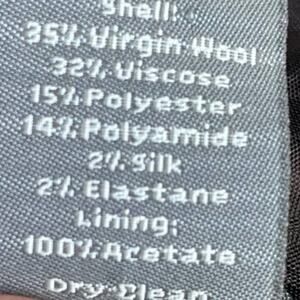 Shell:
35% Virgin Wool
32% Viscose
15% Polyester
14% Polyamide
2% Silk
2% Elastane
Lining:
100% Acetate
Dry Clean